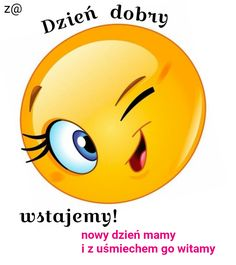 z@
Dzień dobry
wstajemy!
nowy dzień mamy
i z uśmiechem go witamy